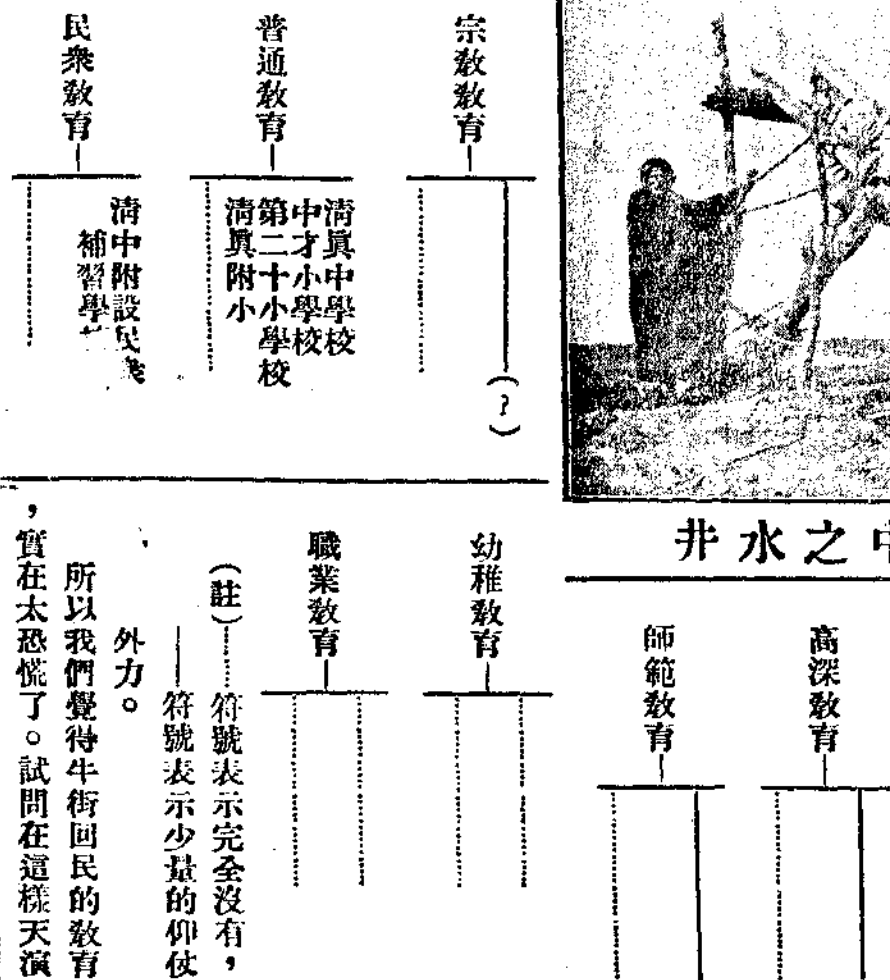 井水之
高深教育
師範教育
宗教教育
(?)
普通教育
清眞中學校
中才小學校
第二十小學校
清眞附小
民衆教育
清中附設民衆
補習學
幼稚教育
職業教育
(註)……符號表示完全沒有，
——符號表示少量的仰仗
外力。
所以我們覺得牛街回民的教育
，實在太恐慌了。試問在這樣天演